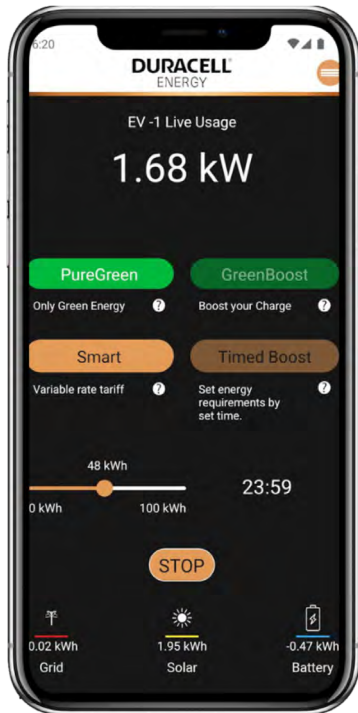 6:20
DURACELL
ENERGY
EV -1 Live Usage
1.68 kW
PureGreen
GreenBoost
Only Green Energy ?
Boost your Charge ?
Smart
Timed Boost
Variable rate tariff ?
Set energy ?
requirements by
set time.
48 kWh
23:59
0 kWh
100 kWh
STOP
0.02 kWh
1.95 kWh
-0.47 kWh
Grid
Solar
Battery